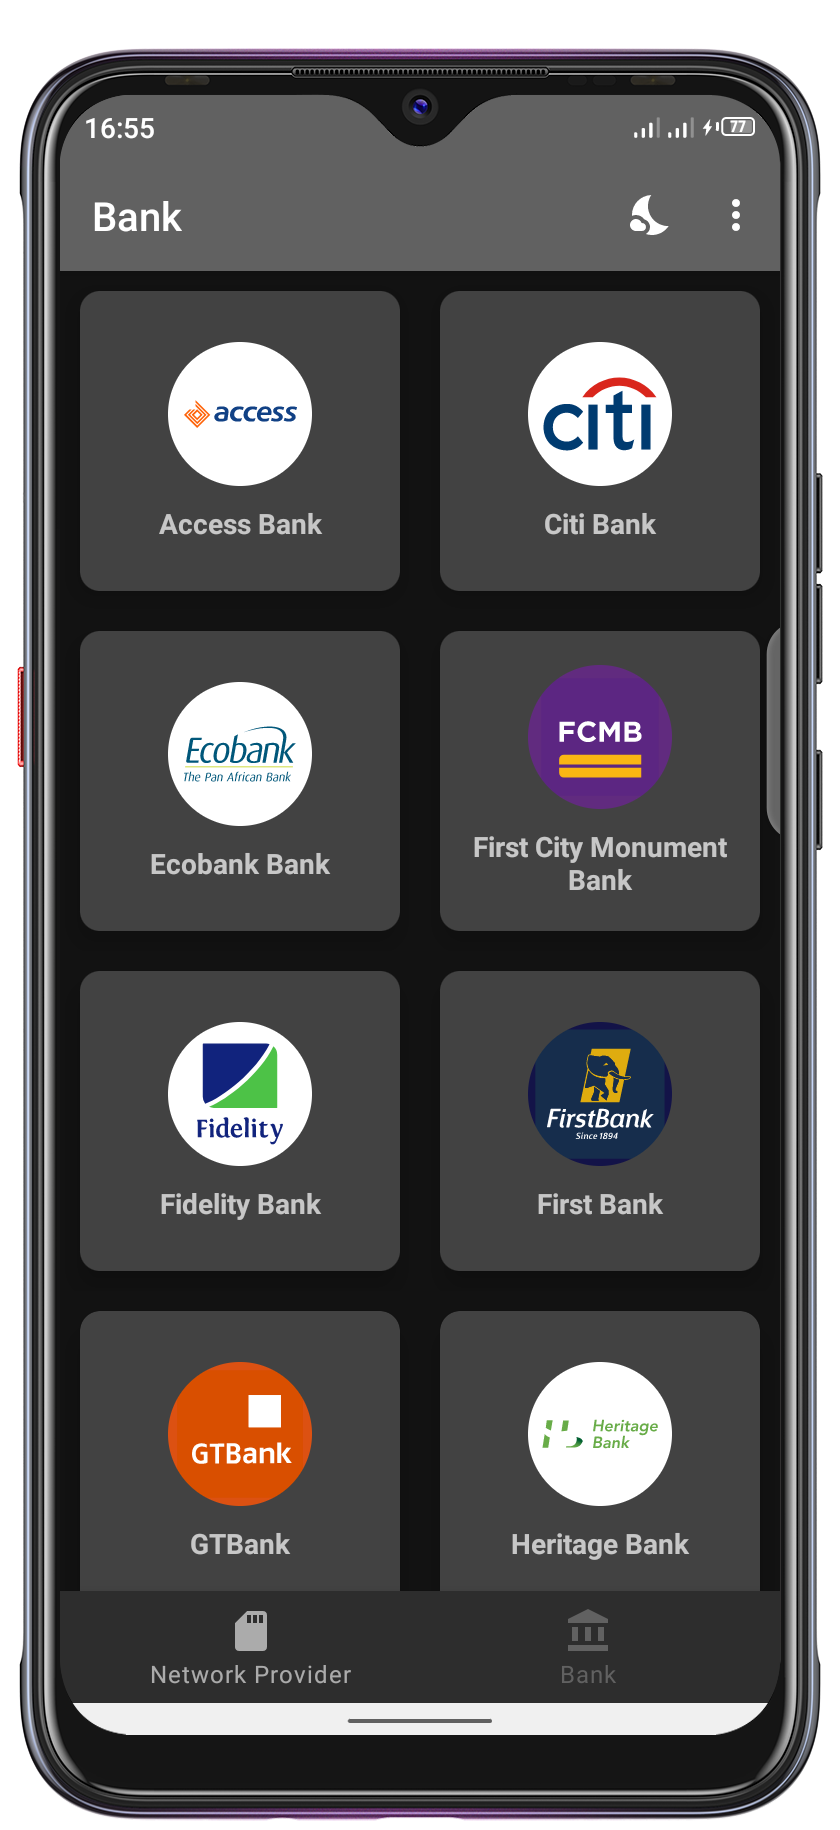 16:55
77
Bank
access
Access Bank
citi
Citi Bank
Ecobank
The Pan African Bank
Ecobank Bank
FCMB
First City Monument
Bank
Fidelity
Fidelity Bank
FirstBank
Since 1894
First Bank
GTBank
GTBank
Heritage
Bank
Heritage Bank
Network Provider
Bank